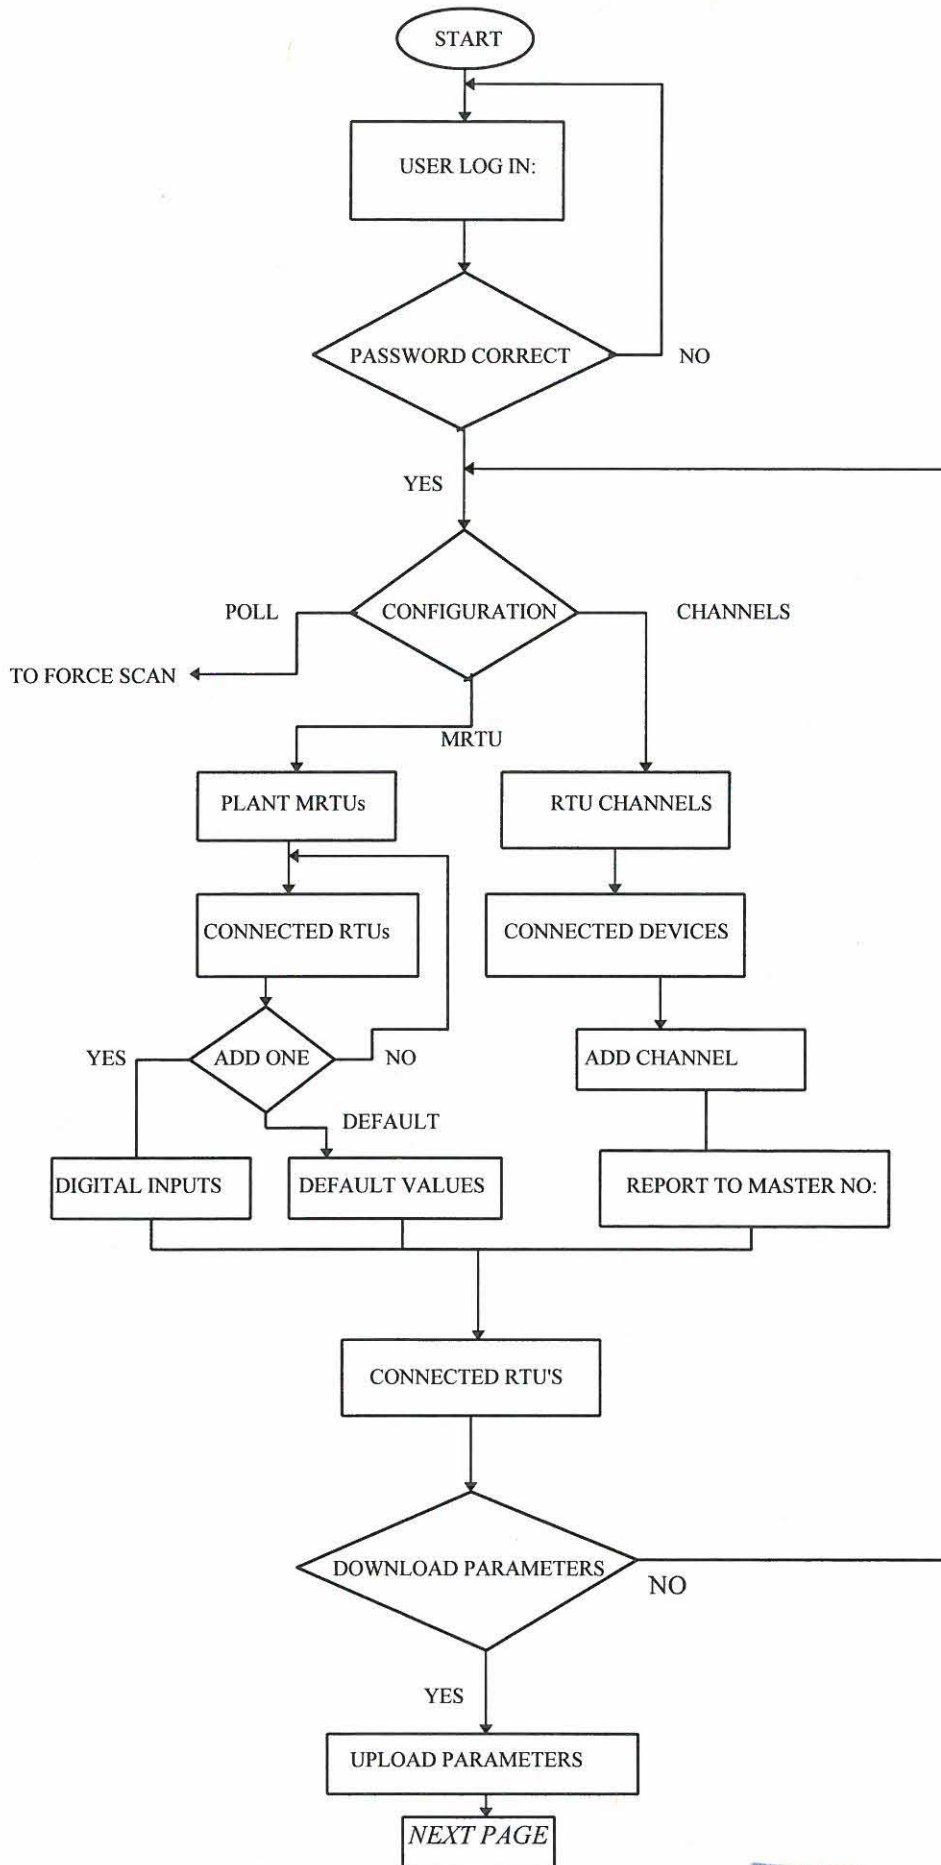 START
USER LOG IN:
PASSWORD CORRECT
NO
YES
POLL
CONFIGURATION
CHANNELS
TO FORCE SCAN
MRTU
PLANT MRTUs
RTU CHANNELS
CONNECTED RTUs
CONNECTED DEVICES
YES
ADD ONE
NO
ADD CHANNEL
DEFAULT
DIGITAL INPUTS
DEFAULT VALUES
REPORT TO MASTER NO:
CONNECTED RTU'S
DOWNLOAD PARAMETERS
NO
YES
UPLOAD PARAMETERS
NEXT PAGE